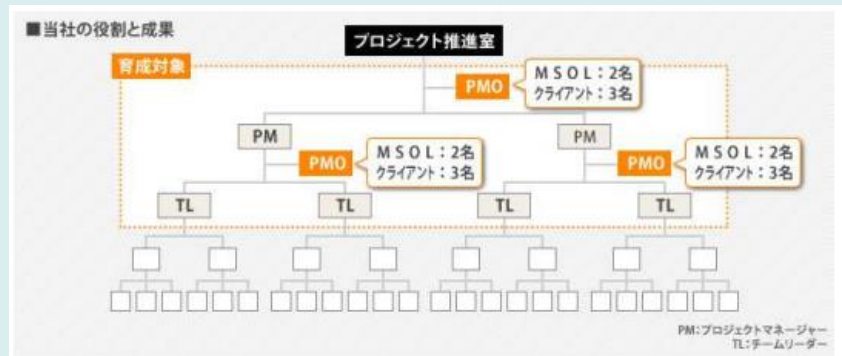 ■当社の役割と成果
プロジェクト推進室
育成対象
PMO
MSOL:2名
クライアント:3名
PM
PM
PMO
MSOL:2名
クライアント:3名
PMO
MSOL:2名
クライアント:3名
TL
TL
TL
TL
PM:プロジェクトマネージャー
TL:チームリーダー